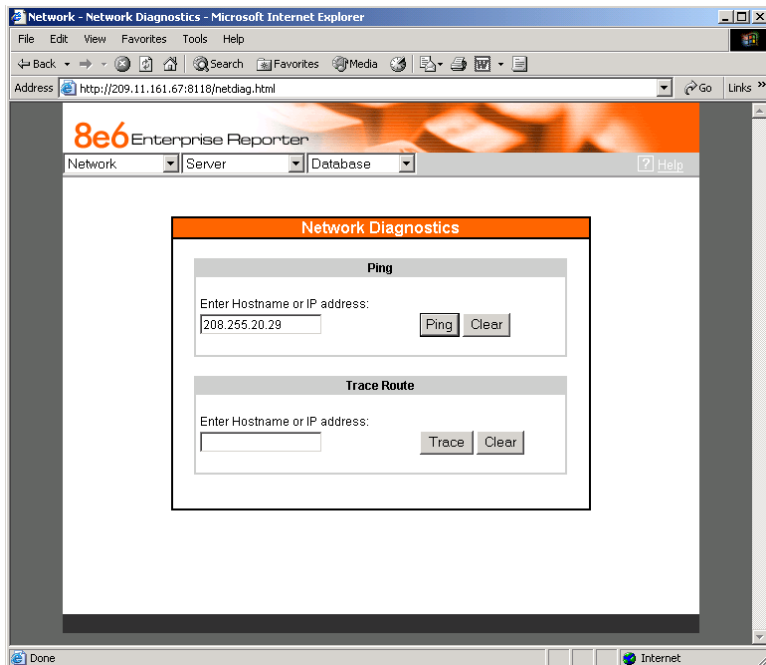 Network - Network Diagnostics - Microsoft Internet Explorer
File Edit View Favorites Tools Help
Back Search Favorites Media
Address http://209.11.161.67:8118/netdiag.html Go Links »
8e6 Enterprise Reporter
Network Server Database ? Help
Network Diagnostics
Ping
Enter Hostname or IP address:
208.255.20.29 Ping Clear
Trace Route
Enter Hostname or IP address:
Trace Clear
Done Internet